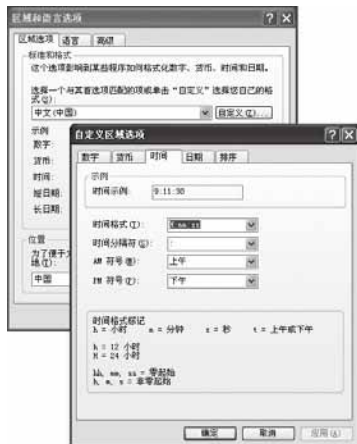 区域和语言选项
区域选项 语言 高级
标准和格式
这个选项影响到某些程序如何格式化数字、货币、时间和日期。
选择一个与其首选项匹配的项或单击“自定义”选择您自己的格
式(S):
中文(中国) 自定义(Z)...
示例
数字:
货币:
时间:
短日期:
长日期:
位置
为了便于
地(T):
中国
自定义区域选项
数字 货币 时间 日期 排序
示例
时间示例: 9:11:30
时间格式(T): H:mm:ss
时间分隔符(S): :
AM 符号(M): 上午
PM 符号(P): 下午
时间格式标记
h = 小时 m = 分钟 s = 秒 t = 上午或下午
h = 12 小时
H = 24 小时
hh, mm, ss = 零起始
h, m, s = 非零起始
确定 取消 应用(A)